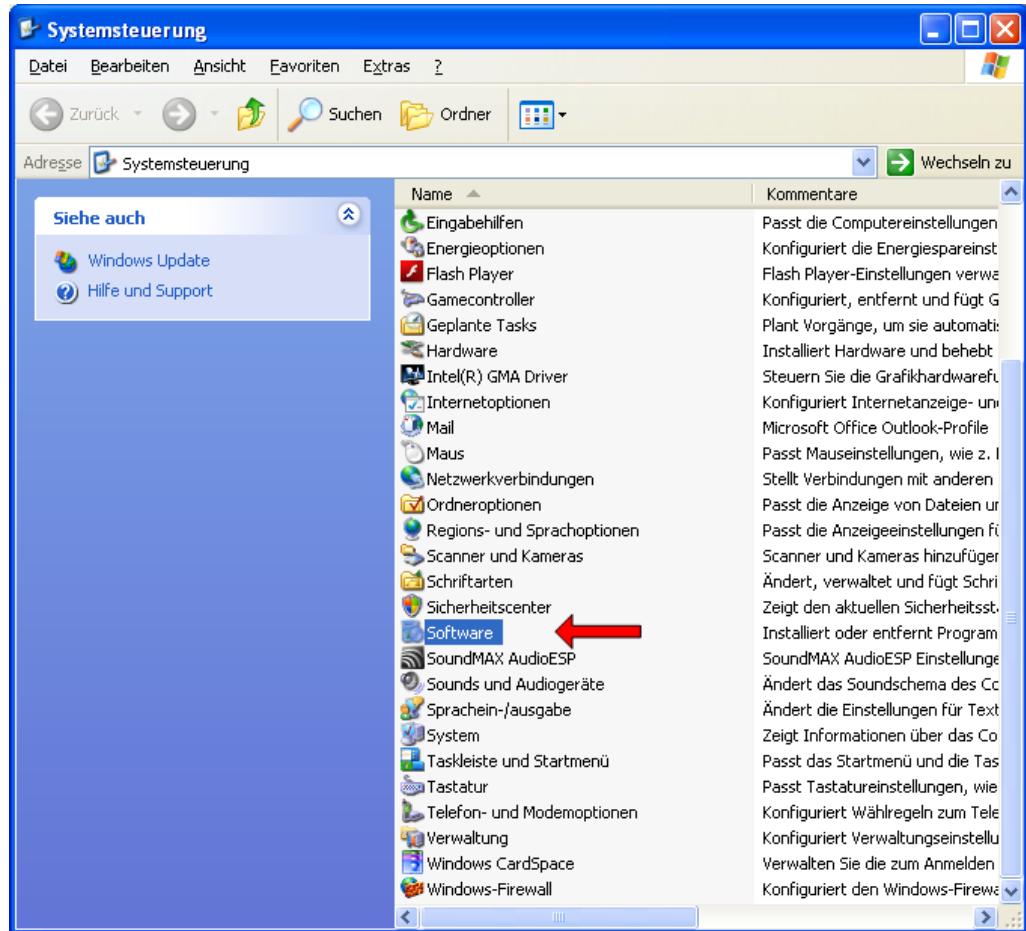 Systemsteuerung
Datei Bearbeiten Ansicht Favoriten Extras ?
Zurück Suchen Ordner
Adresse Systemsteuerung Wechseln zu
Siehe auch
Windows Update
Hilfe und Support
Name Kommentare
Eingabehilfen Passt die Computereinstellungen
Energieoptionen Konfiguriert die Energiespareinst
Flash Player Flash Player-Einstellungen verwa
Gamecontroller Konfiguriert, entfernt und fügt G
Geplante Tasks Plant Vorgänge, um sie automatis
Hardware Installiert Hardware und behebt
Intel(R) GMA Driver Steuern Sie die Grafikhardwarefu
Internetoptionen Konfiguriert Internetanzeige- und
Mail Microsoft Office Outlook-Profile
Maus Passt Mauseinstellungen, wie z.
Netzwerkverbindungen Stellt Verbindungen mit anderen
Ordneroptionen Passt die Anzeige von Dateien un
Regions- und Sprachoptionen Passt die Anzeigeeinstellungen fü
Scanner und Kameras Scanner und Kameras hinzufüger
Schriftarten Ändert, verwaltet und fügt Schri
Sicherheitscenter Zeigt den aktuellen Sicherheitsst
Software Installiert oder entfernt Program
SoundMAX AudioESP SoundMAX AudioESP Einstellunge
Sounds und Audiogeräte Ändert das Soundschema des Co
Sprachein-/ausgabe Ändert die Einstellungen für Text
System Zeigt Informationen über das Co
Taskleiste und Startmenü Passt das Startmenü und die Tas
Tastatur Passt Tastatureinstellungen, wie
Telefon- und Modemoptionen Konfiguriert Wählregeln zum Tele
Verwaltung Konfiguriert Verwaltungseinstellu
Windows CardSpace Verwalten Sie die zum Anmelden
Windows-Firewall Konfiguriert den Windows-Firewa